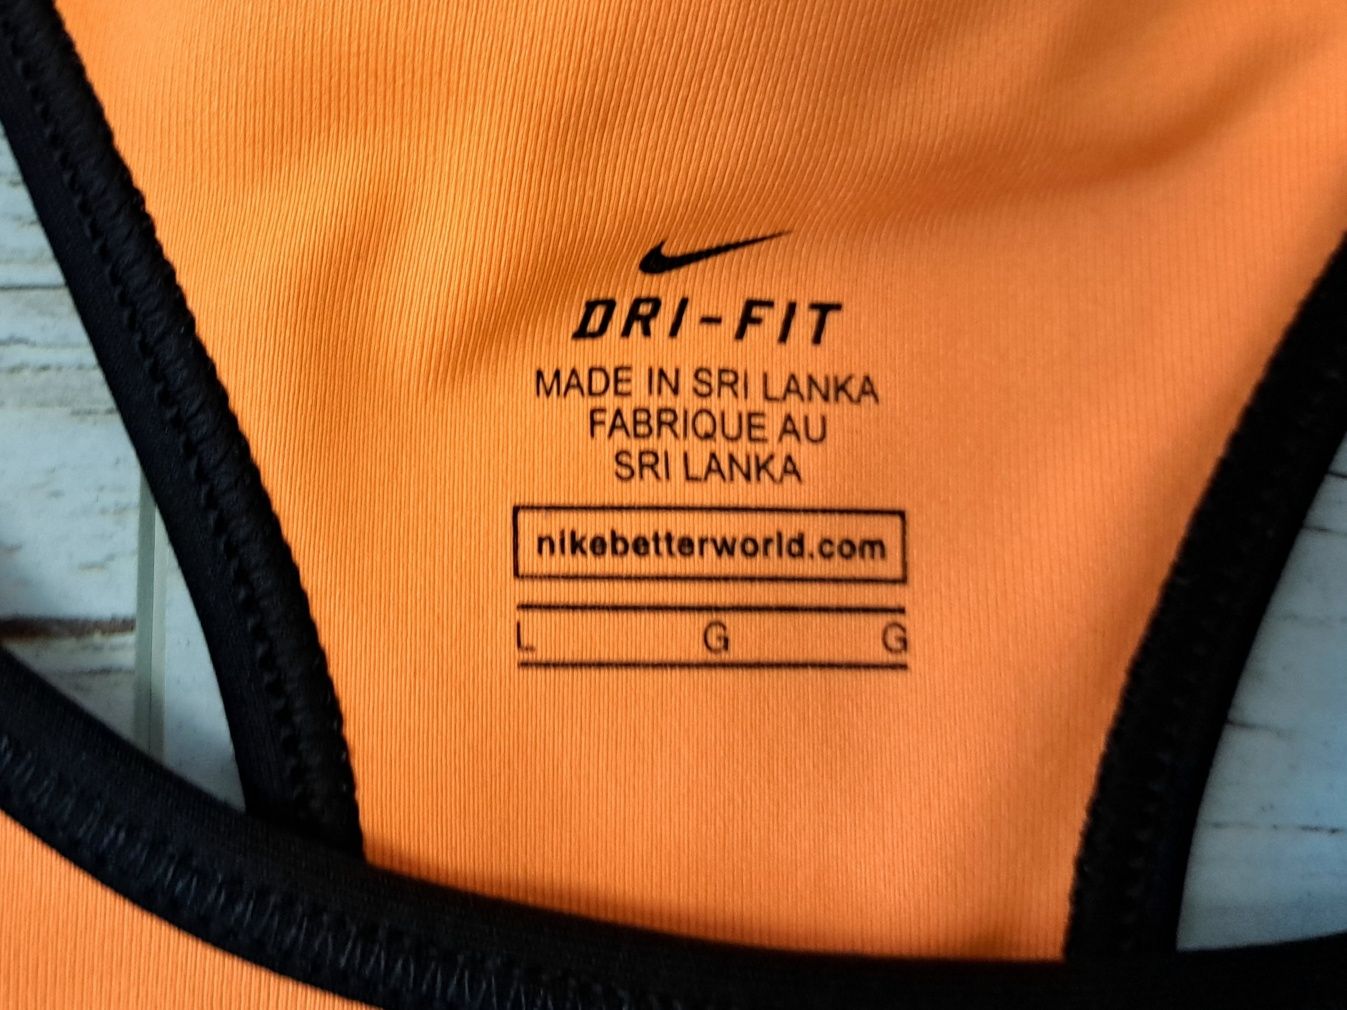 DRI-FIT
MADE IN SRI LANKA
FABRIQUE AU
SRI LANKA
nikebetterworld.com
L G G